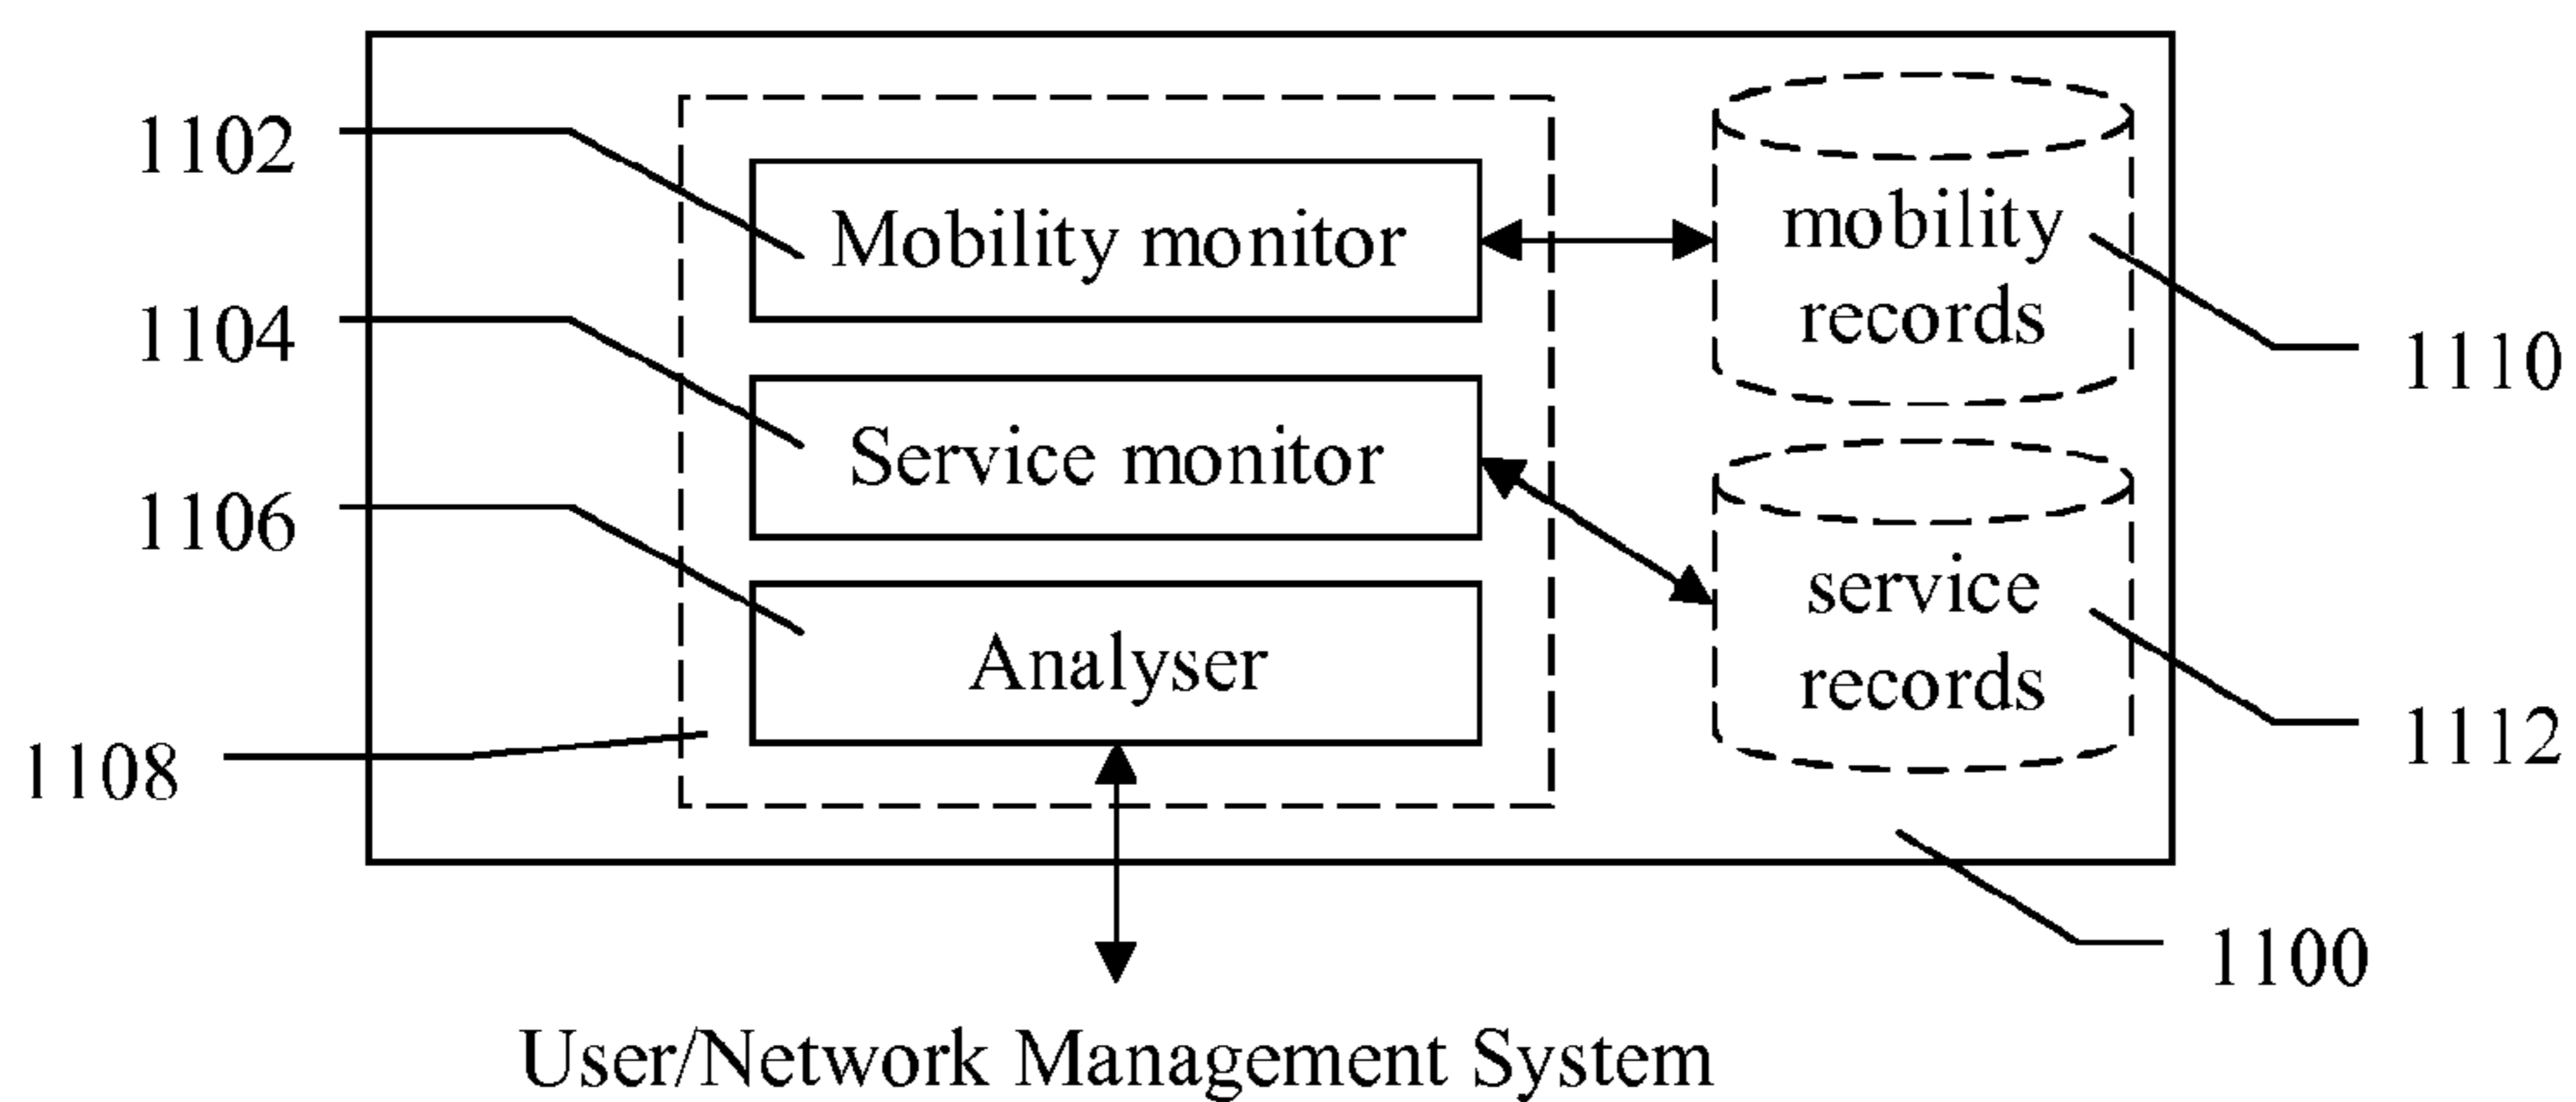 1102
Mobility monitor
mobility
records
1110
1104
Service monitor
1106
service
records
1112
Analyser
1108
1100
User/Network Management System